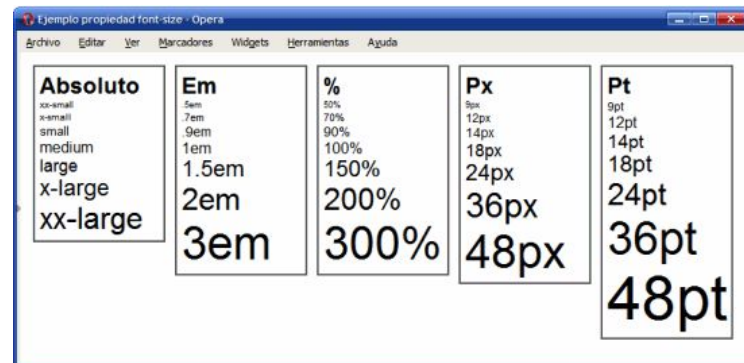 Ejemplo propiedad font-size - Opera
Archivo Editar Ver Marcadores Widgets Herramientas Ayuda
Absoluto
xx-small
x-small
small
medium
large
x-large
xx-large
Em
.5em
.7em
.9em
1em
1.5em
2em
3em
%
50%
70%
90%
100%
150%
200%
300%
Px
9px
12px
14px
18px
24px
36px
48px
Pt
9pt
12pt
14pt
18pt
24pt
36pt
48pt